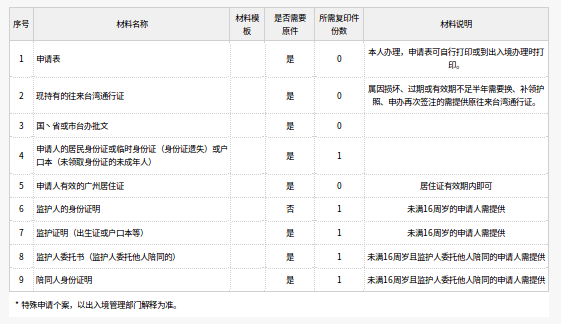 序号 材料名称 材料模板 是否需要原件 所需复印件份数 材料说明
1 申请表 是 0 本人办理，申请表可自行打印或到出入境办理时打印。
2 现持有的往来台湾通行证 是 0 属因损坏、过期或有效期不足半年需要换、补领护照、申办再次签注的需提供原往来台湾通行证。
3 国丶省或市台办批文 是 0
4 申请人的居民身份证或临时身份证（身份证遗失）或户口本（未领取身份证的未成年人） 是 1
5 申请人有效的广州居住证 是 0 居住证有效期内即可
6 监护人的身份证明 否 1 未满16周岁的申请人需提供
7 监护证明（出生证或户口本等） 是 1 未满16周岁的申请人需提供
8 监护人委托书（监护人委托他人陪同的） 是 1 未满16周岁且监护人委托他人陪同的申请人需提供
9 陪同人身份证明 是 1 未满16周岁且监护人委托他人陪同的申请人需提供
* 特殊申请个案，以出入境管理部门解释为准。